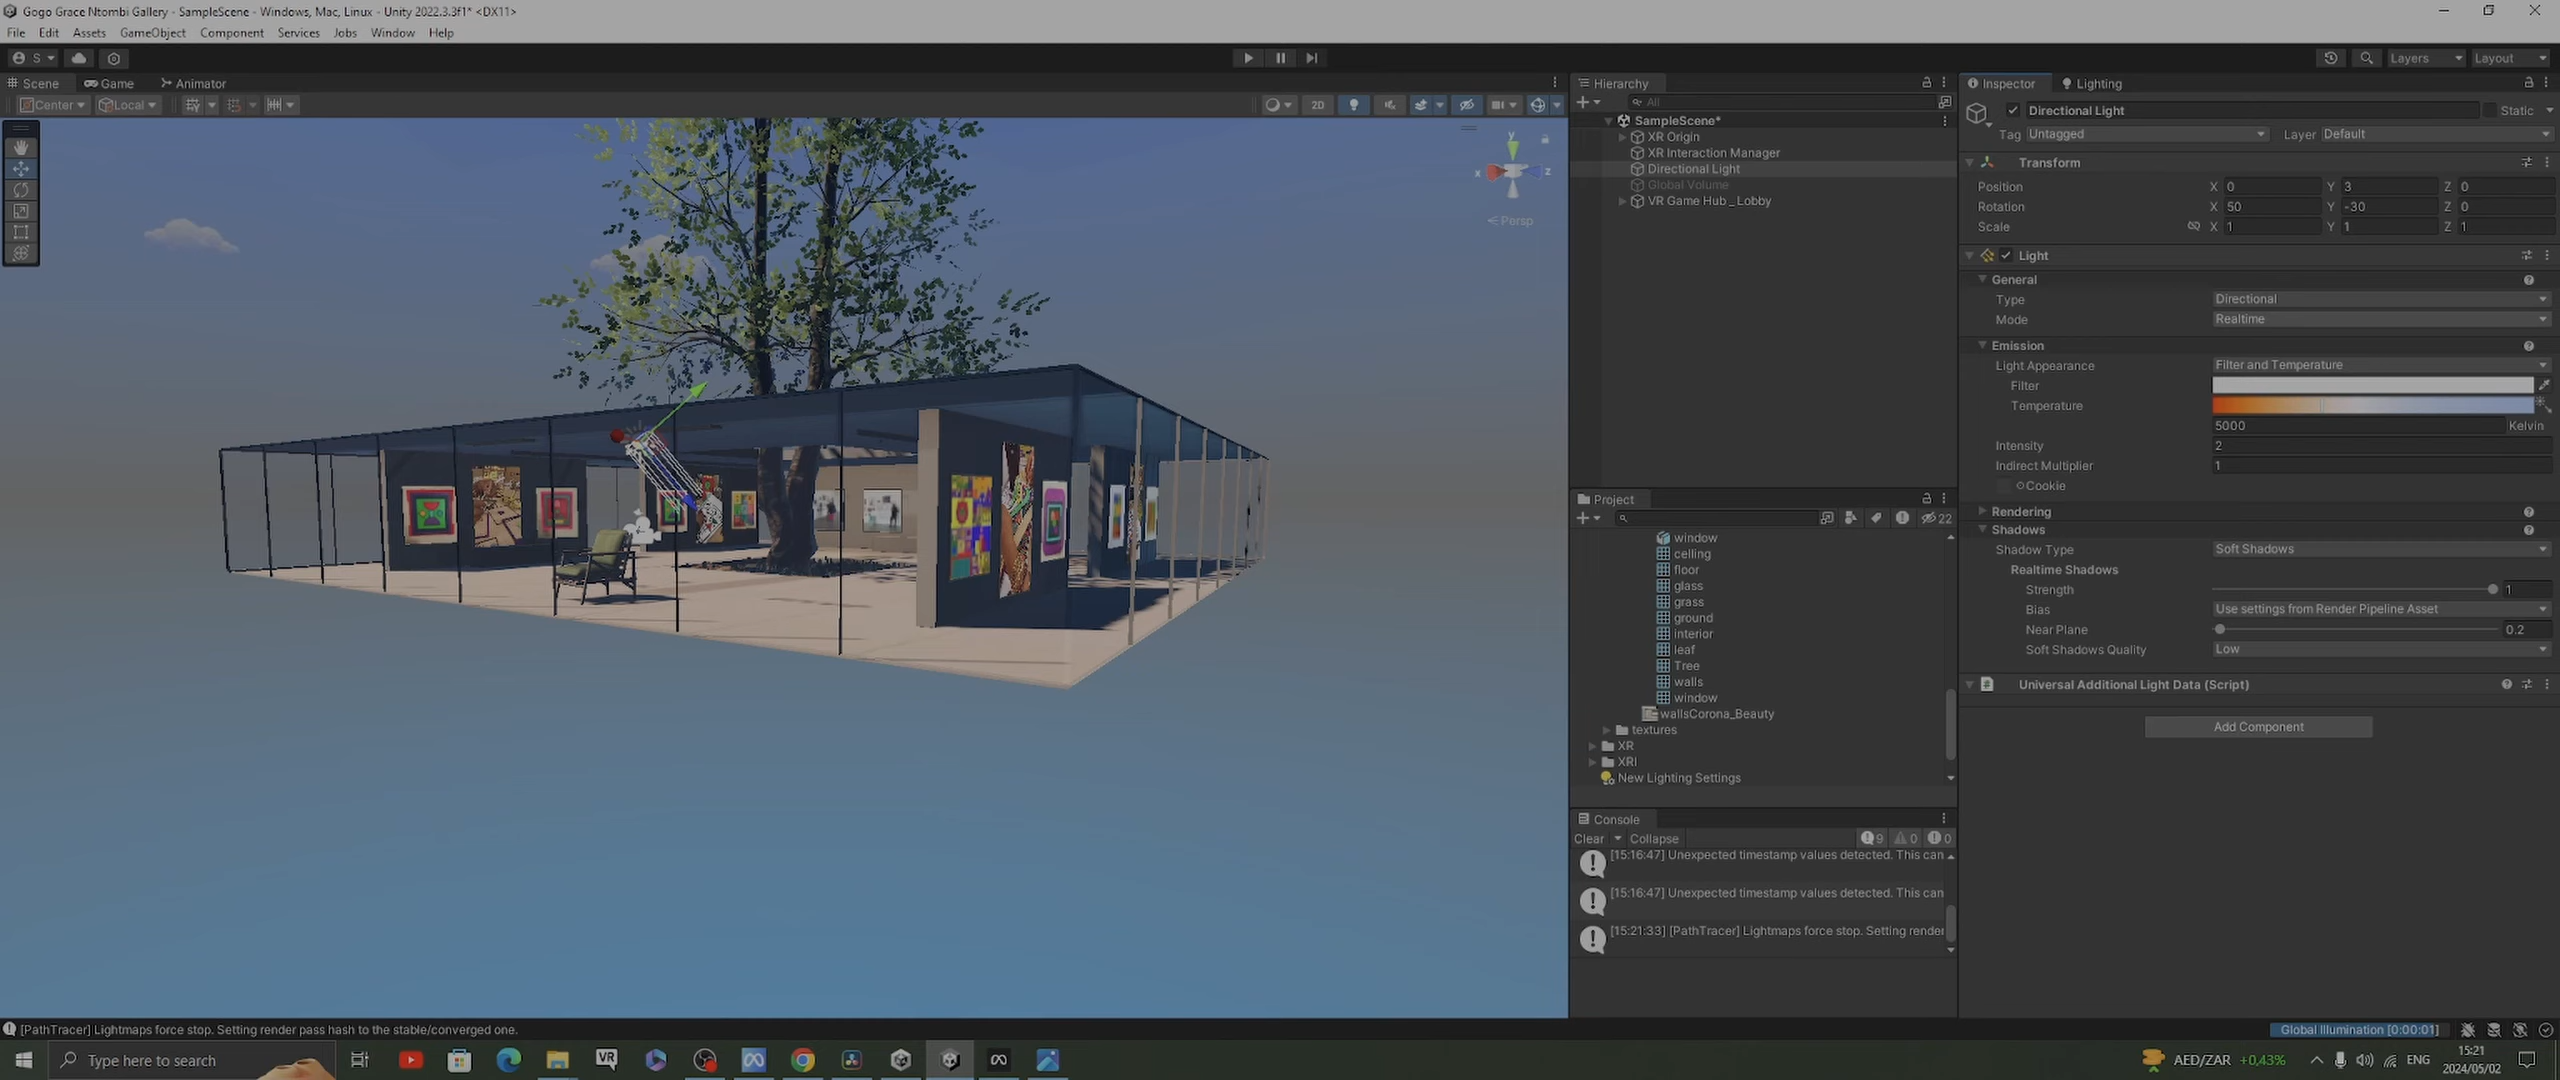 Gogo Grace Ntombi Gallery - SampleScene - Windows, Mac, Linux - Unity 2022.3.3f1* <DX11>
File Edit Assets GameObject Component Services Jobs Window Help
S Layers Layout
Scene Game Animator
Center Local 2D
y
x z
Persp
Hierarchy
All
SampleScene*
XR Origin
XR Interaction Manager
Directional Light
Global Volume
VR Game Hub _ Lobby
Project
22
window
celling
floor
glass
grass
ground
interior
leaf
Tree
walls
window
wallsCorona_Beauty
textures
XR
XRI
New Lighting Settings
Console
Clear Collapse 9 0 0
[15:16:47] Unexpected timestamp values detected. This can
[15:16:47] Unexpected timestamp values detected. This can
[15:21:33] [PathTracer] Lightmaps force stop. Setting render
Inspector Lighting
Directional Light Static
Tag Untagged Layer Default
Transform
Position X 0 Y 3 Z 0
Rotation X 50 Y -30 Z 0
Scale X 1 Y 1 Z 1
Light
General
Type Directional
Mode Realtime
Emission
Light Appearance Filter and Temperature
Filter
Temperature
5000 Kelvin
Intensity 2
Indirect Multiplier 1
Cookie
Rendering
Shadows
Shadow Type Soft Shadows
Realtime Shadows
Strength 1
Bias Use settings from Render Pipeline Asset
Near Plane 0.2
Soft Shadows Quality Low
Universal Additional Light Data (Script)
Add Component
[PathTracer] Lightmaps force stop. Setting render pass hash to the stable/converged one.
Global Illumination [0:00:01]
Type here to search VR AED/ZAR +0,43% ENG
15:21
2024/05/02